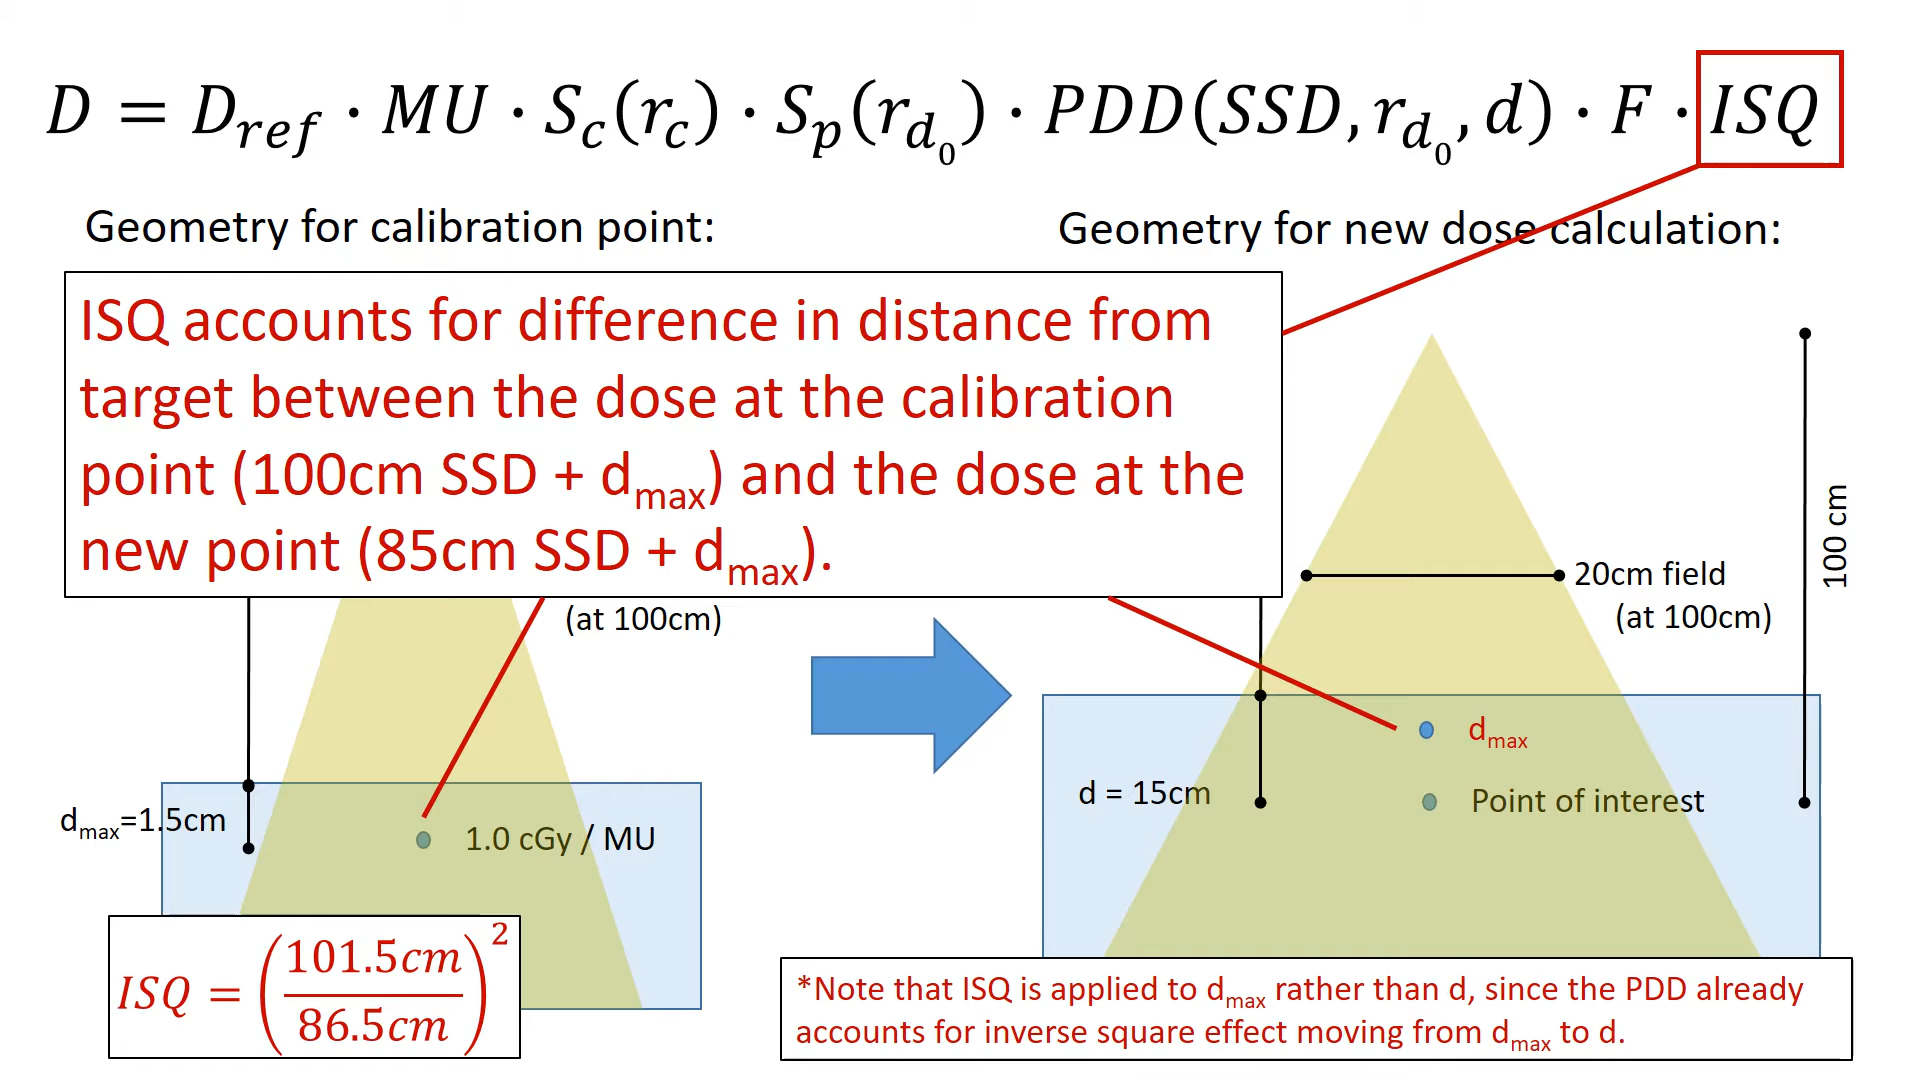 D = D_ref · MU · S_c(r_c) · S_p(r_d₀) · PDD(SSD, r_d₀, d) · F · ISQ
Geometry for calibration point:
Geometry for new dose calculation:
ISQ accounts for difference in distance from
target between the dose at the calibration
point (100cm SSD + d_max) and the dose at the
new point (85cm SSD + d_max).
(at 100cm)
20cm field
(at 100cm)
100 cm
d_max=1.5cm
1.0 cGy / MU
d_max
d = 15cm
Point of interest
ISQ = (101.5cm / 86.5cm)²
*Note that ISQ is applied to d_max rather than d, since the PDD already
accounts for inverse square effect moving from d_max to d.